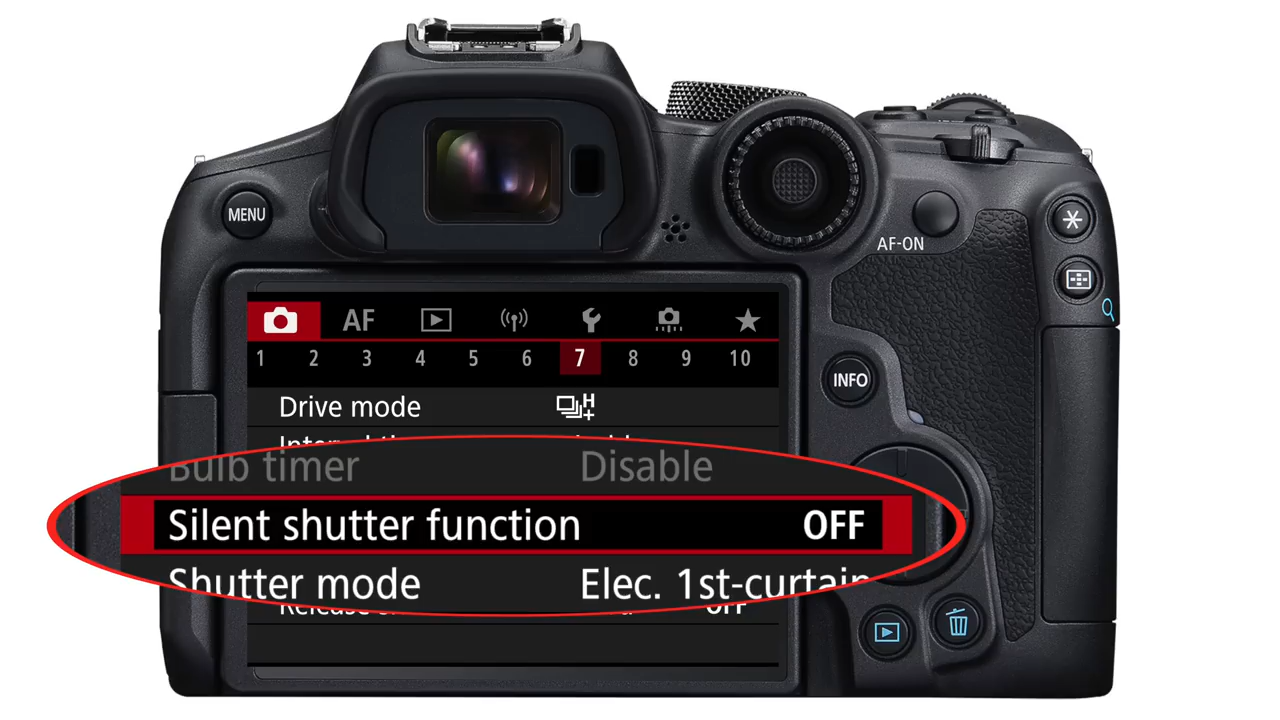 MENU
AF-ON
AF
1 2 3 4 5 6 7 8 9 10
INFO
Drive mode H+
Bulb timer Disable
Silent shutter function OFF
Shutter mode Elec. 1st-curtain
OFF